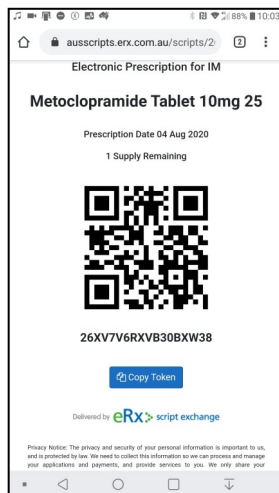 88% 10:03
ausscripts.erx.com.au/scripts/2
2
Electronic Prescription for IM
Metoclopramide Tablet 10mg 25
Prescription Date 04 Aug 2020
1 Supply Remaining
26XV7V6RXVB30BXW38
Copy Token
Delivered by eRx script exchange
Privacy Notice: The privacy and security of your personal information is important to us,
and is protected by law. We need to collect this information so we can process and manage
your applications and payments, and provide services to you. We only share your